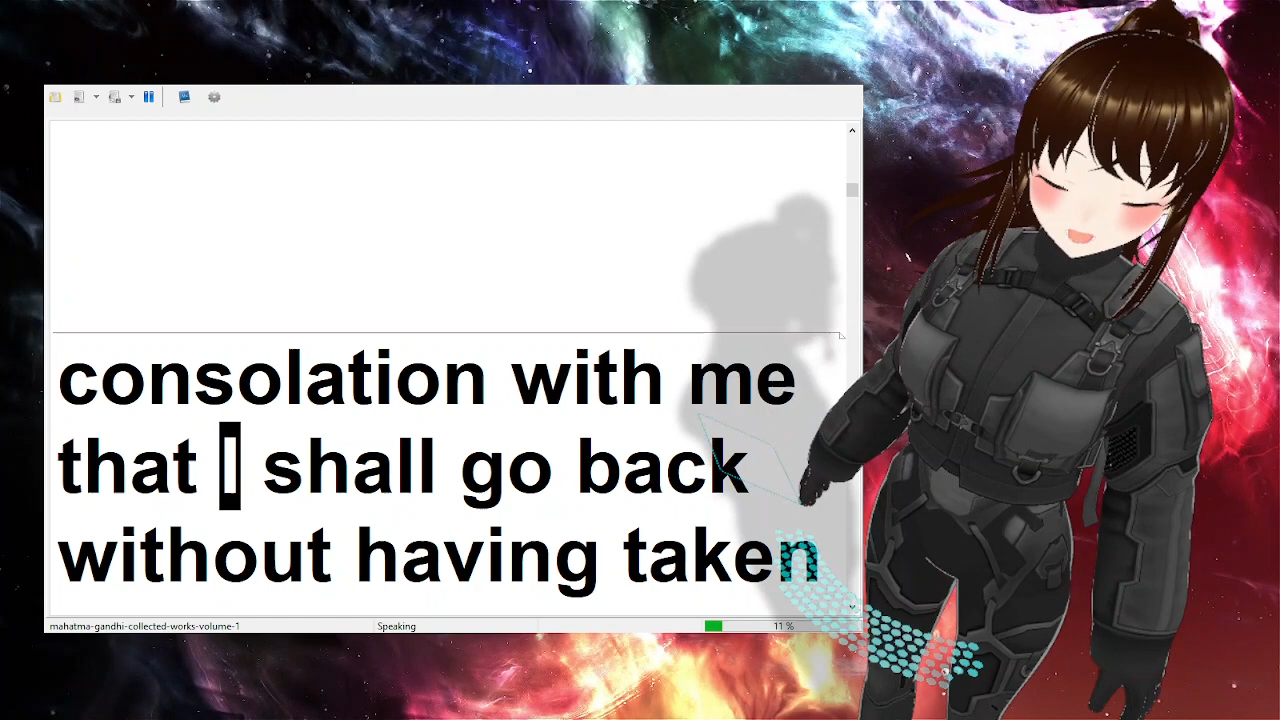 consolation with me
that I shall go back
without having taken
mahatma-gandhi-collected-works-volume-1 Speaking 11 %